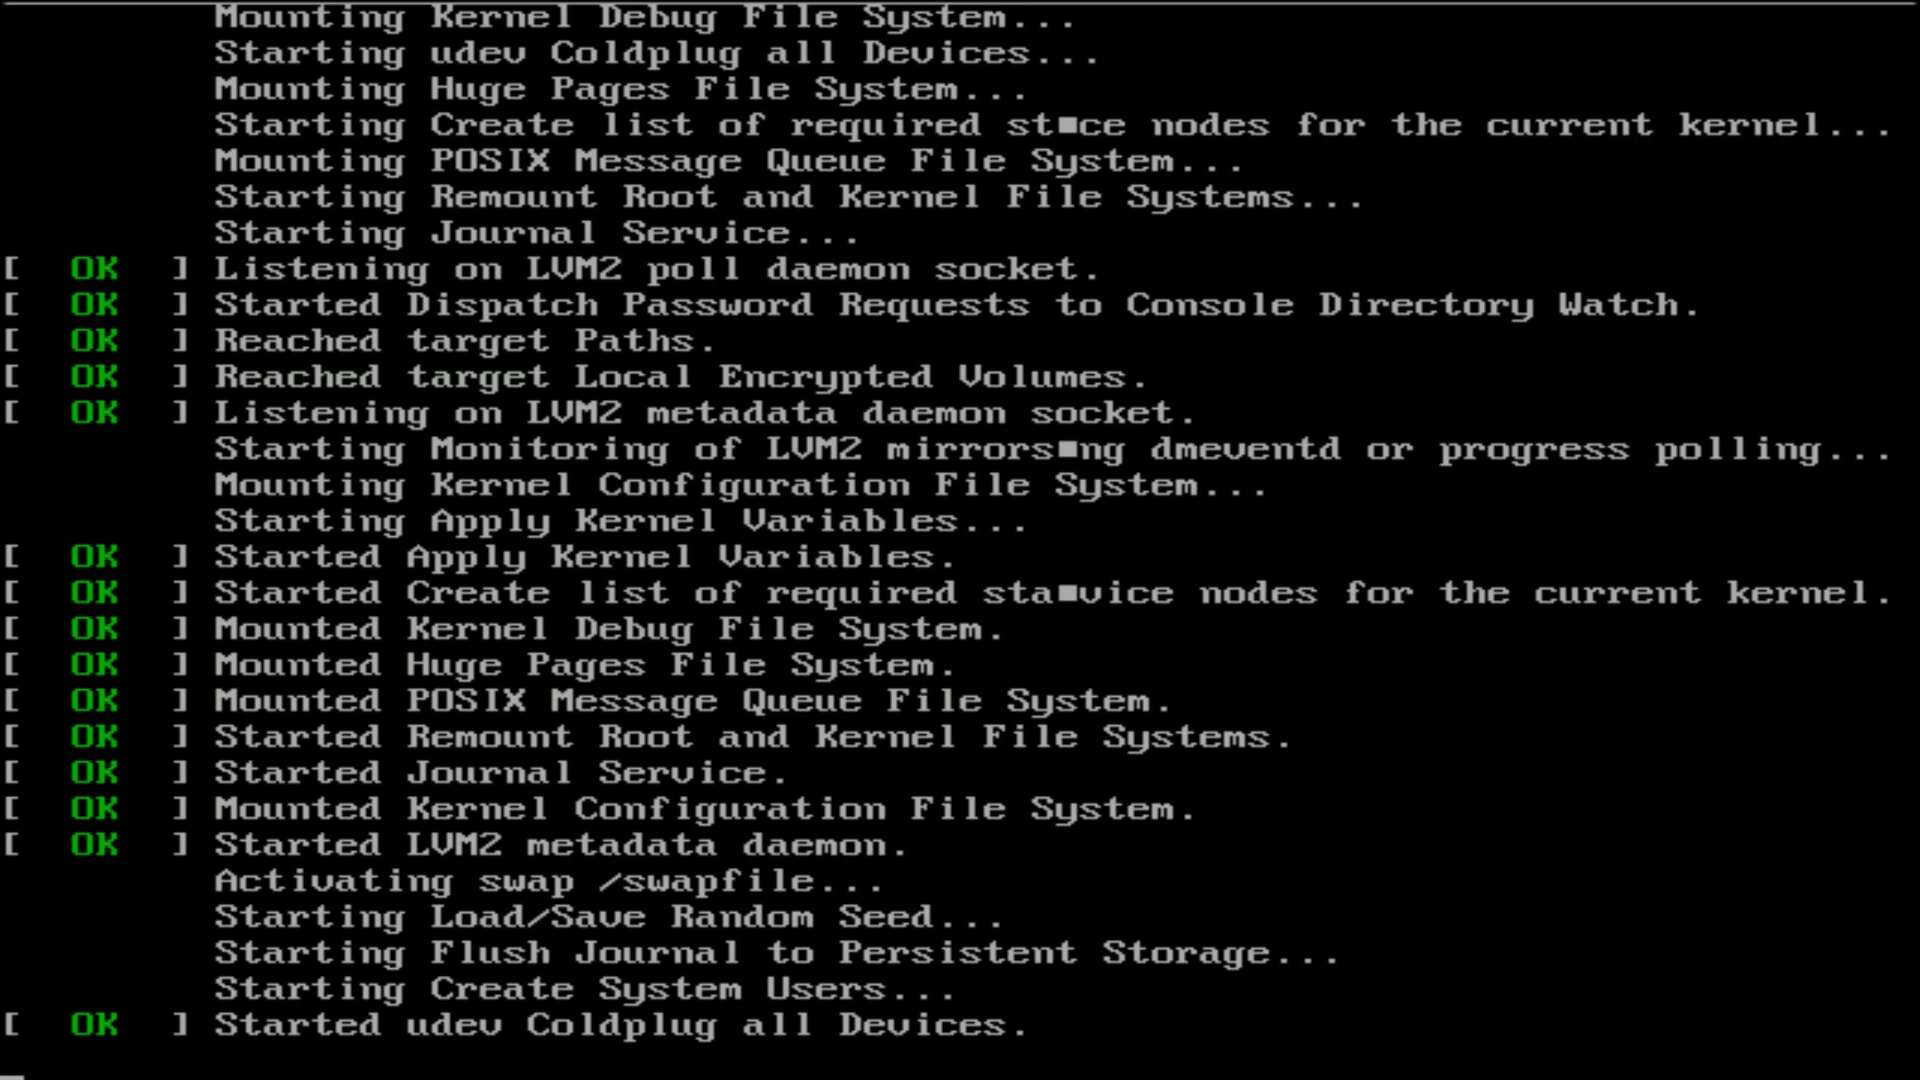 Mounting Kernel Debug File System...
Starting udev Coldplug all Devices...
Mounting Huge Pages File System...
Starting Create list of required st■ce nodes for the current kernel...
Mounting POSIX Message Queue File System...
Starting Remount Root and Kernel File Systems...
Starting Journal Service...
[  OK  ] Listening on LVM2 poll daemon socket.
[  OK  ] Started Dispatch Password Requests to Console Directory Watch.
[  OK  ] Reached target Paths.
[  OK  ] Reached target Local Encrypted Volumes.
[  OK  ] Listening on LVM2 metadata daemon socket.
Starting Monitoring of LVM2 mirrors■ng dmeventd or progress polling...
Mounting Kernel Configuration File System...
Starting Apply Kernel Variables...
[  OK  ] Started Apply Kernel Variables.
[  OK  ] Started Create list of required sta■vice nodes for the current kernel.
[  OK  ] Mounted Kernel Debug File System.
[  OK  ] Mounted Huge Pages File System.
[  OK  ] Mounted POSIX Message Queue File System.
[  OK  ] Started Remount Root and Kernel File Systems.
[  OK  ] Started Journal Service.
[  OK  ] Mounted Kernel Configuration File System.
[  OK  ] Started LVM2 metadata daemon.
Activating swap /swapfile...
Starting Load/Save Random Seed...
Starting Flush Journal to Persistent Storage...
Starting Create System Users...
[  OK  ] Started udev Coldplug all Devices.